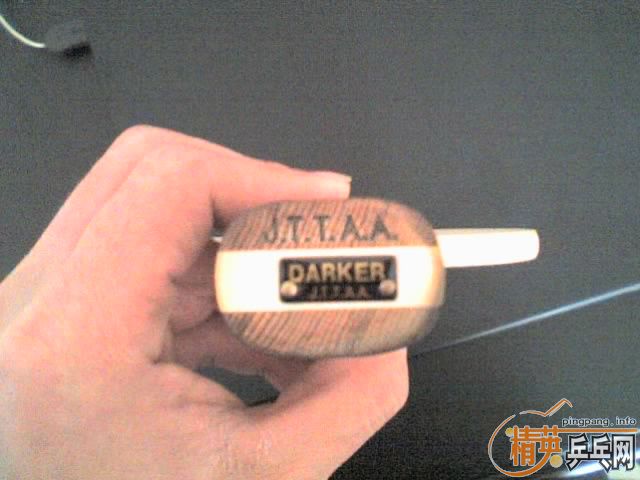 J.T.T.A.A.
DARKER
J.T.T.A.A.
pingpang.info
精英乒乓网